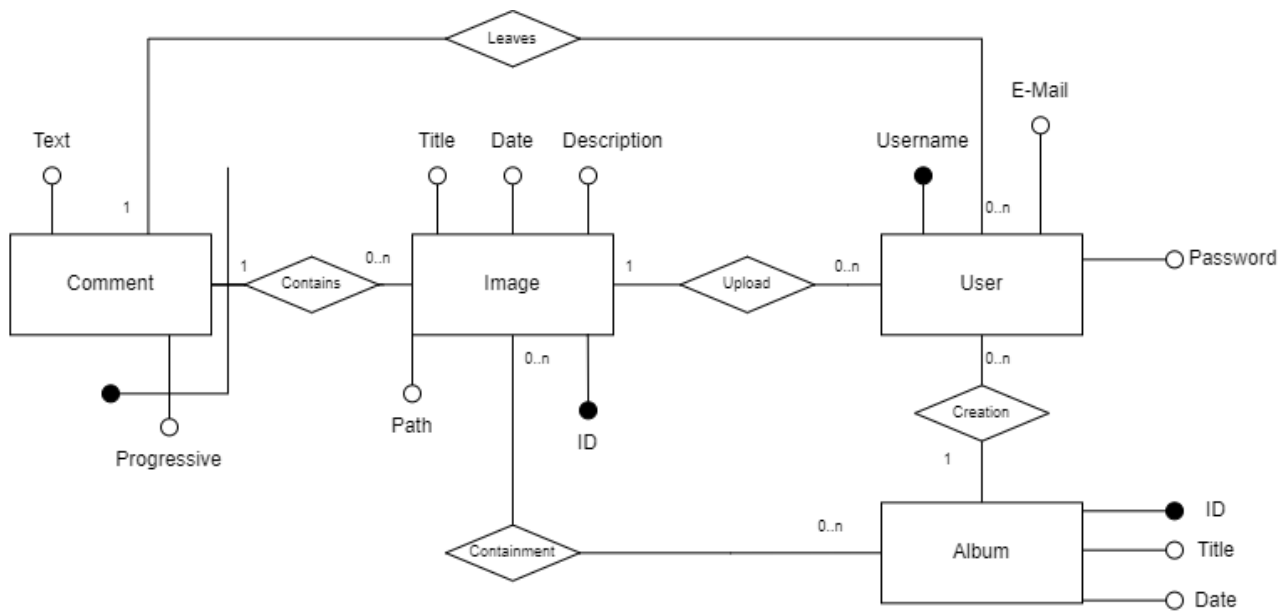 Leaves
E-Mail
Text
Title
Date
Description
Username
1
0..n
Comment
1
Contains
0..n
Image
1
Upload
0..n
User
Password
0..n
0..n
Path
ID
Creation
Progressive
1
0..n
ID
Containment
Album
Title
Date